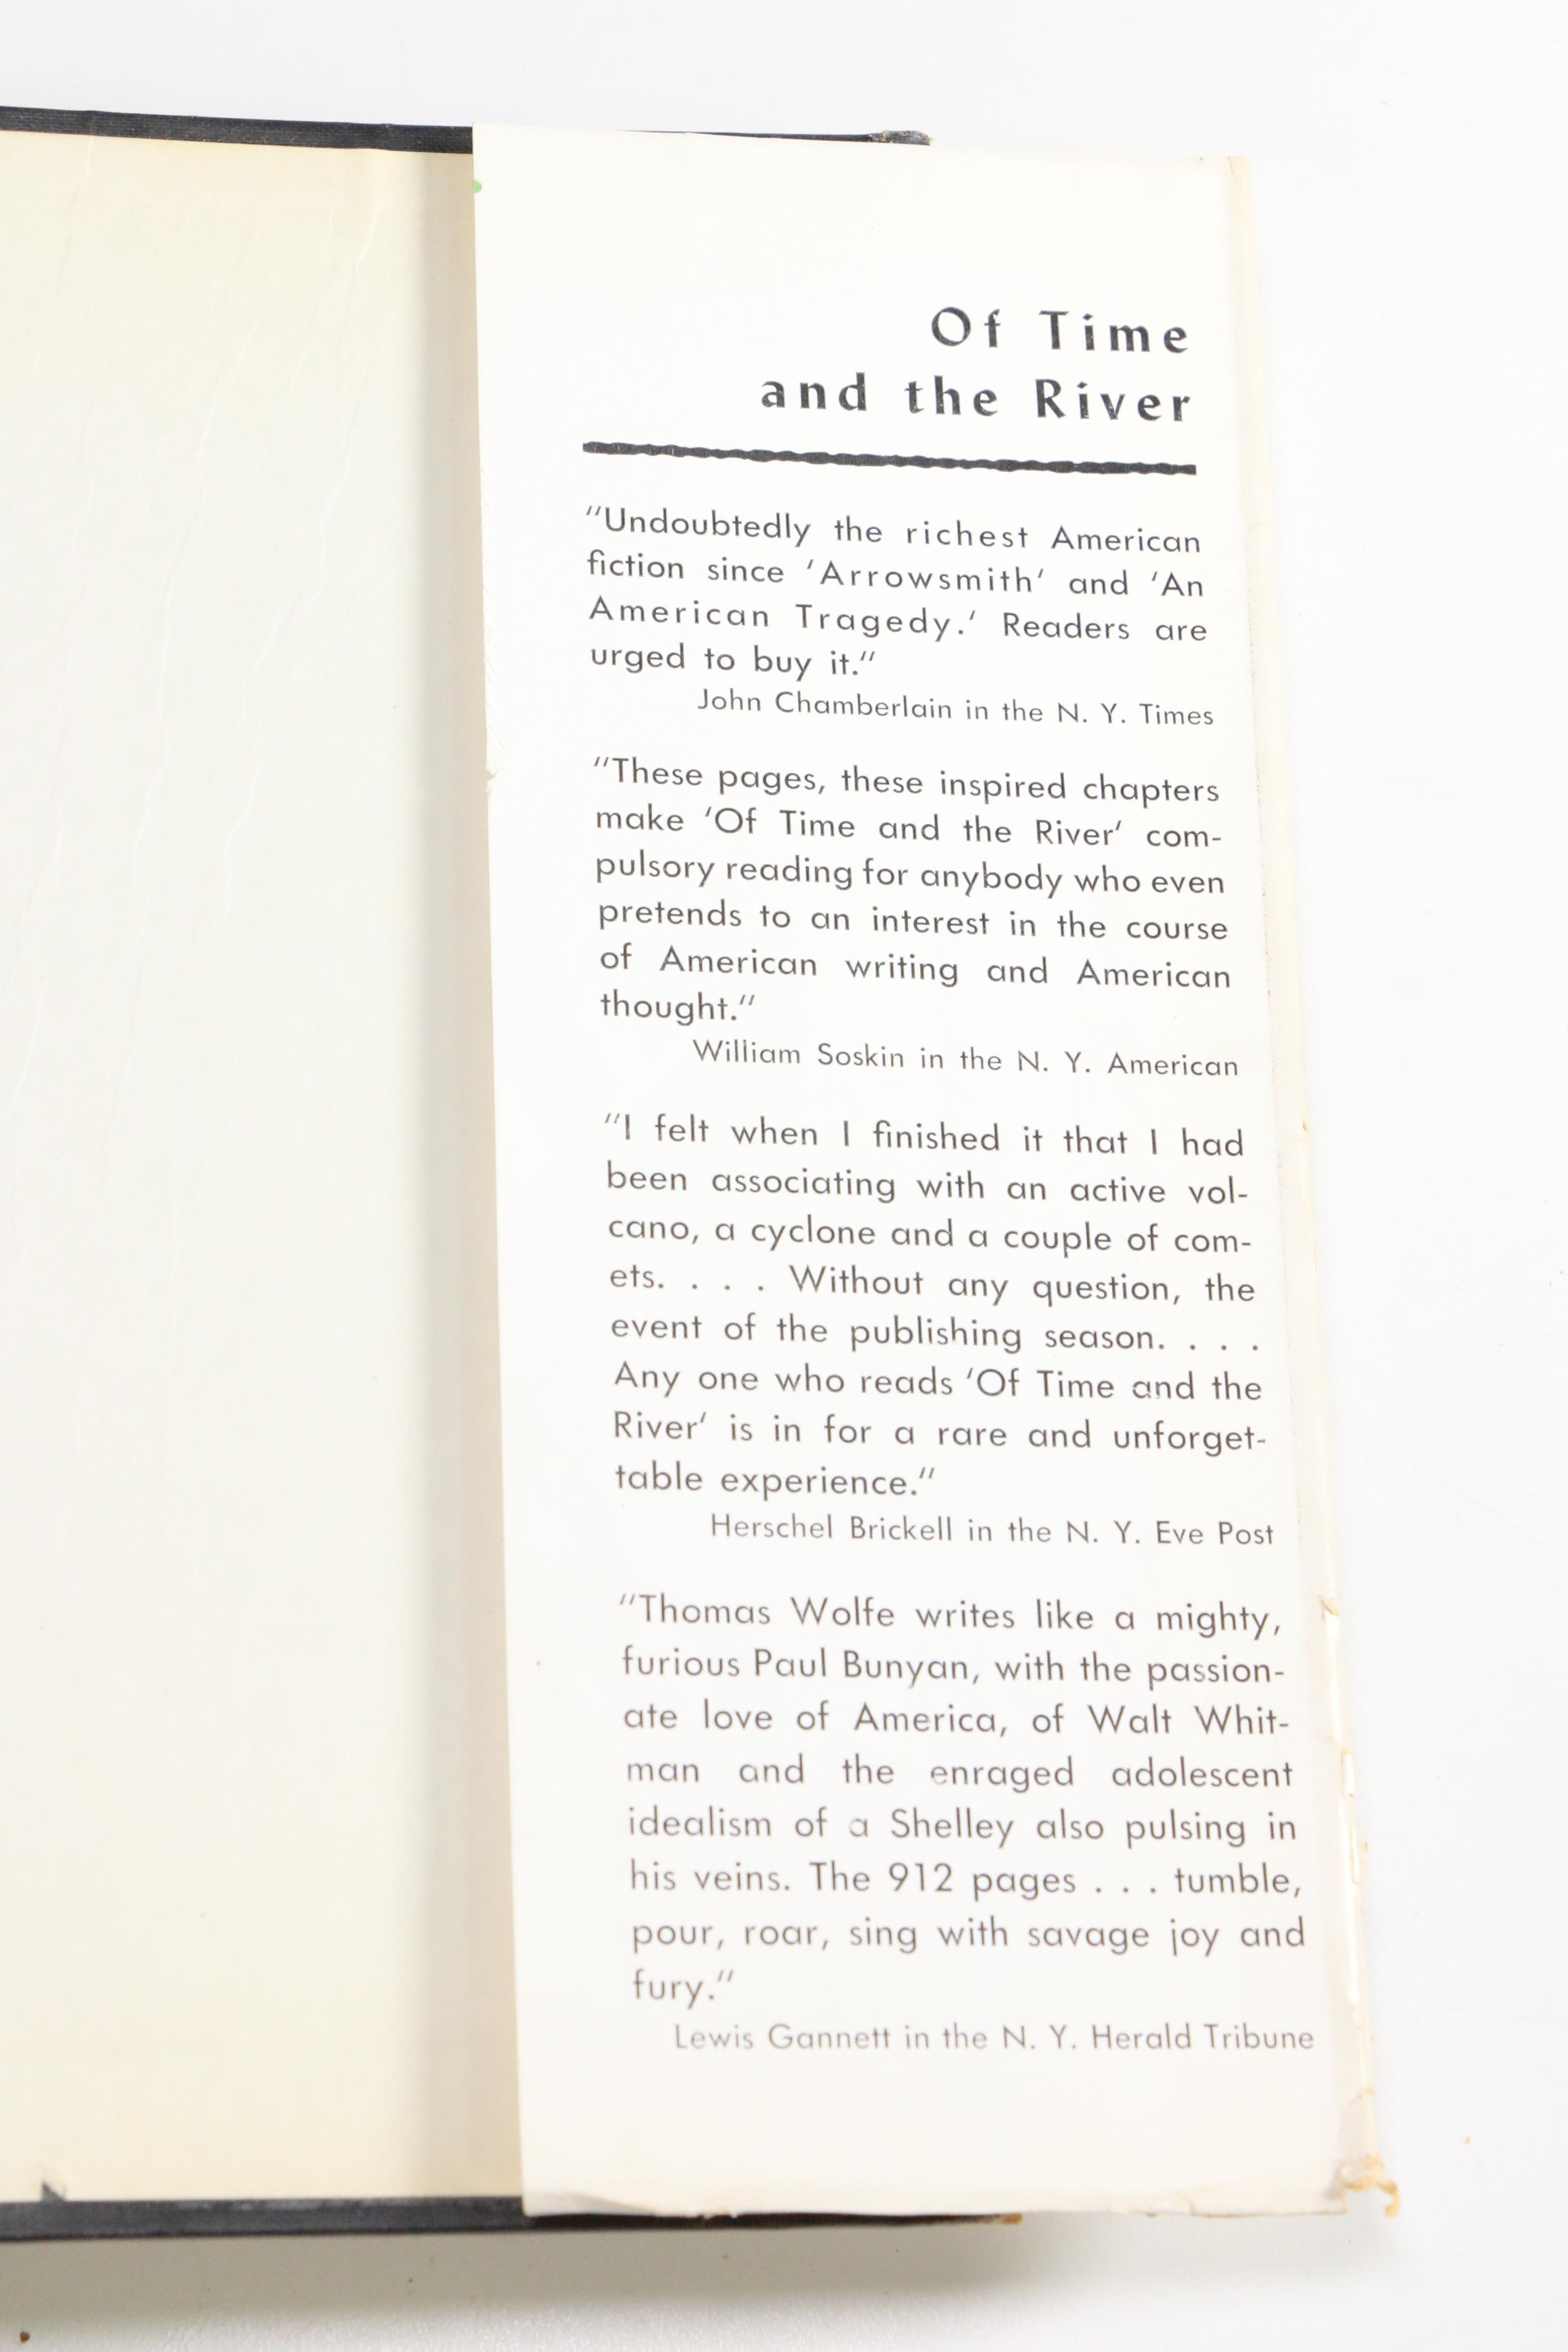 Of Time
and the River
"Undoubtedly the richest American
fiction since 'Arrowsmith' and 'An
American Tragedy.' Readers are
urged to buy it."
John Chamberlain in the N. Y. Times
"These pages, these inspired chapters
make 'Of Time and the River' com-
pulsory reading for anybody who even
pretends to an interest in the course
of American writing and American
thought."
William Soskin in the N. Y. American
"I felt when I finished it that I had
been associating with an active vol-
cano, a cyclone and a couple of com-
ets. . . . Without any question, the
event of the publishing season. . . .
Any one who reads 'Of Time and the
River' is in for a rare and unforget-
table experience."
Herschel Brickell in the N. Y. Eve Post
"Thomas Wolfe writes like a mighty,
furious Paul Bunyan, with the passion-
ate love of America, of Walt Whit-
man and the enraged adolescent
idealism of a Shelley also pulsing in
his veins. The 912 pages . . . tumble,
pour, roar, sing with savage joy and
fury."
Lewis Gannett in the N. Y. Herald Tribune